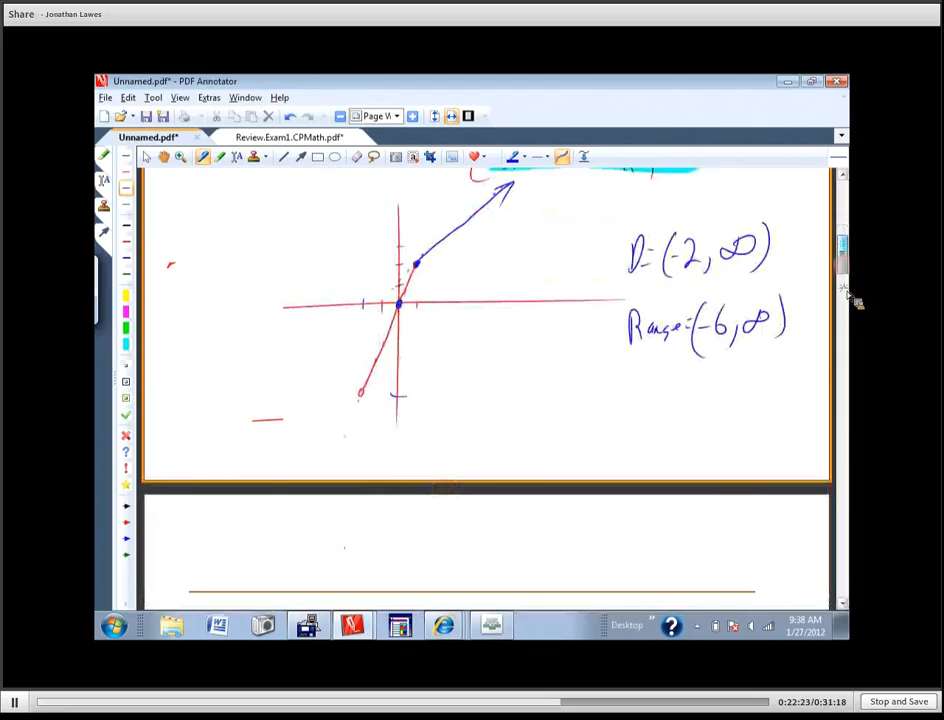 Share - Jonathan Lawes
Unnamed.pdf* - PDF Annotator
File Edit Tool View Extras Window Help
Page W
Unnamed.pdf* Review.Exam1.CPMath.pdf*
D=(-2, ∞)
Range=(-6,∞)
Desktop
9:38 AM
1/27/2012
0:22:23/0:31:18 Stop and Save